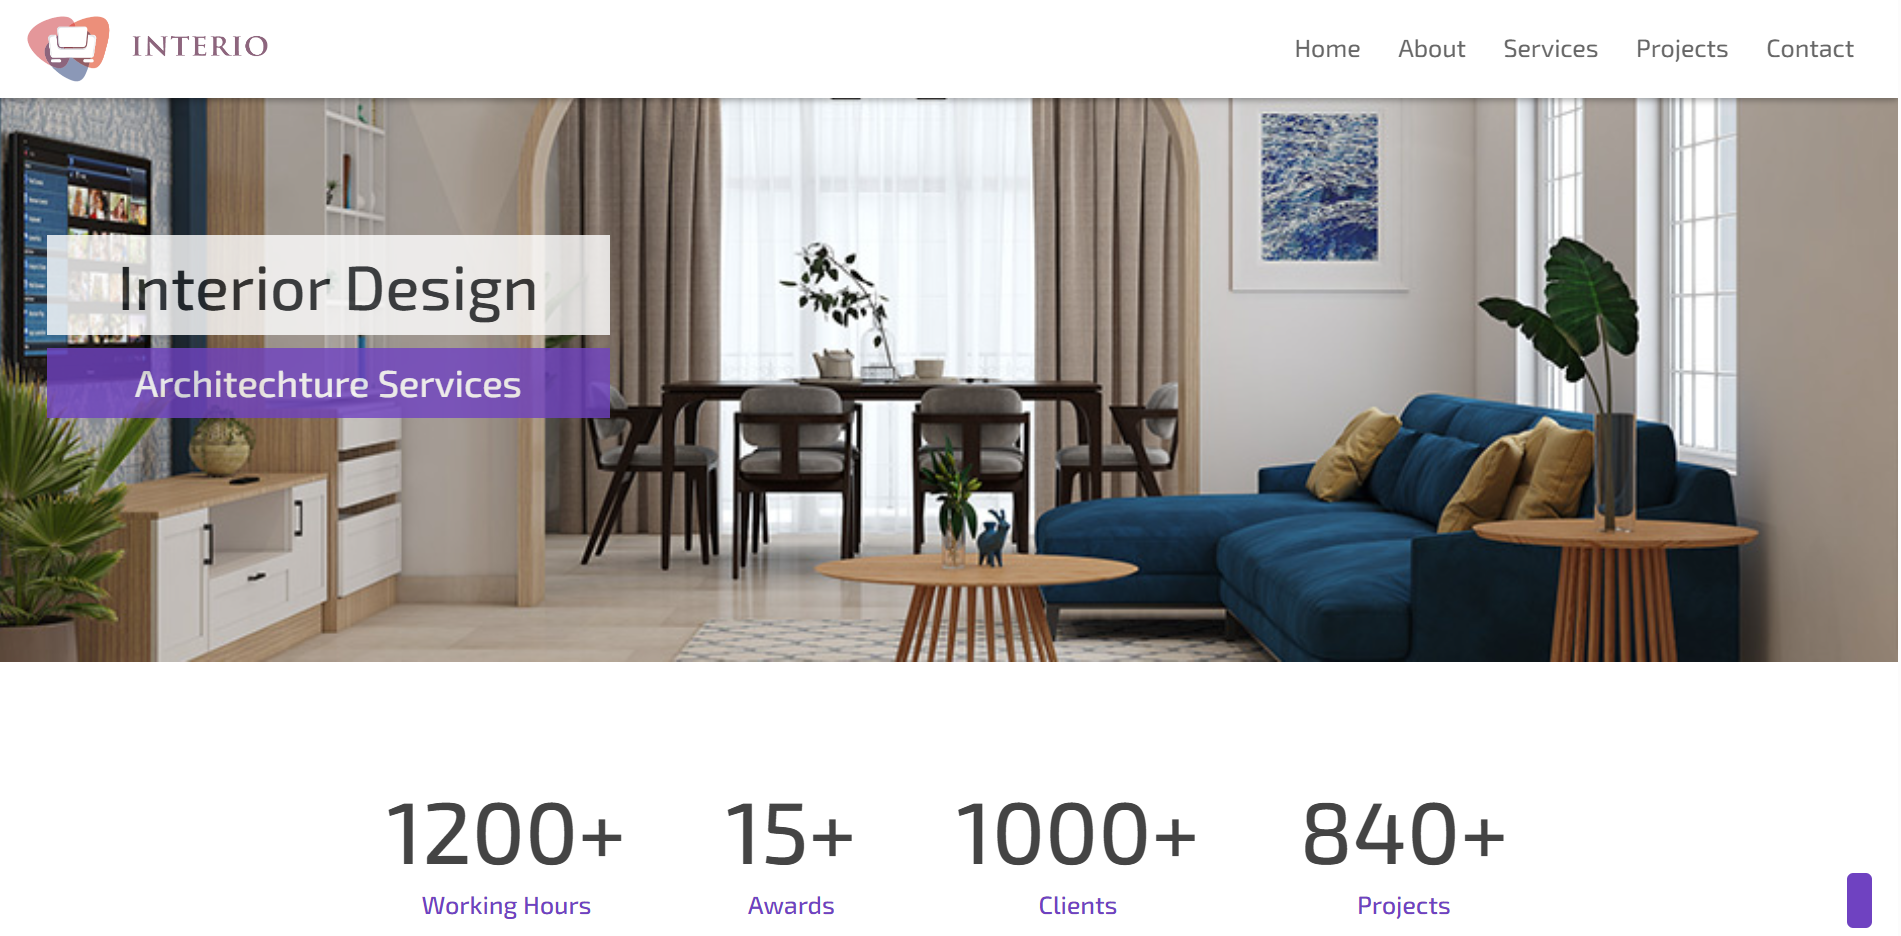 INTERIO
Home About Services Projects Contact
Interior Design
Architechture Services
1200+ 15+ 1000+ 840+
Working Hours Awards Clients Projects